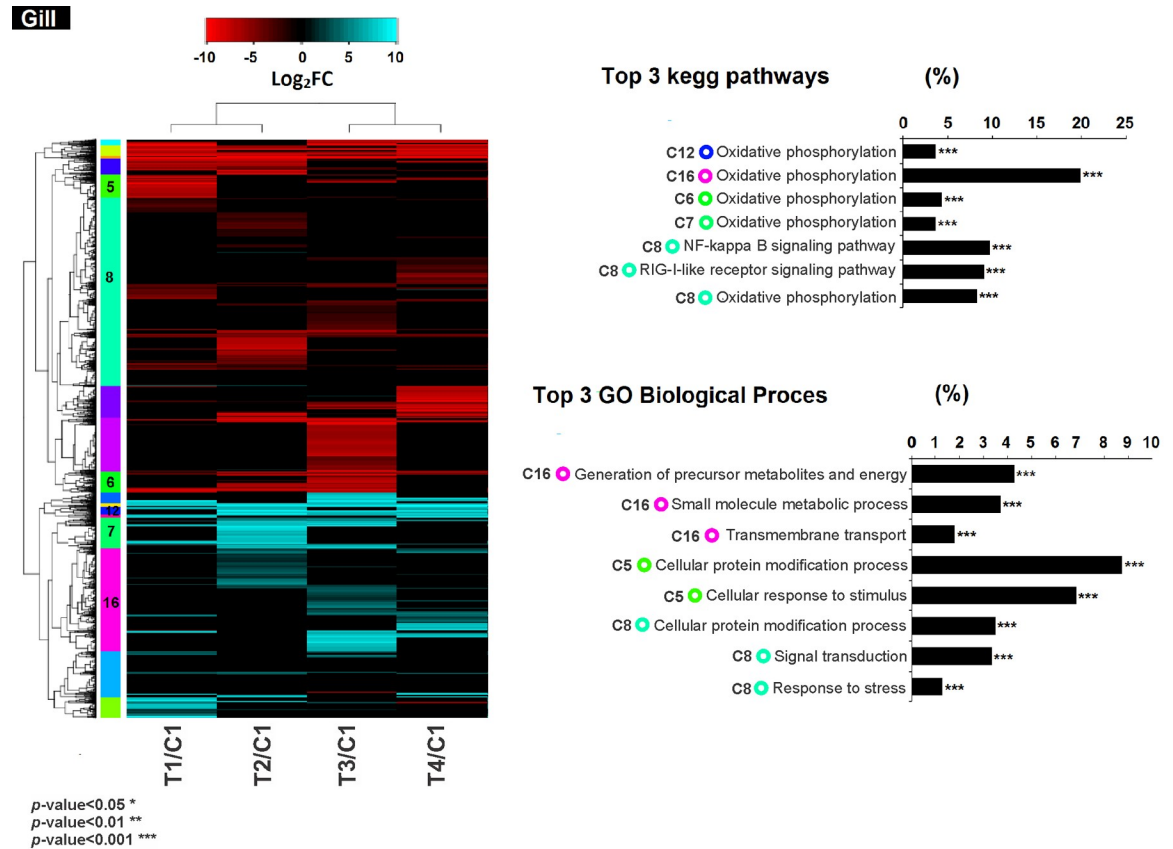 Gill
-10 -5 0 5 10
Log₂FC
5
8
6
12
7
16
T1/C1
T2/C1
T3/C1
T4/C1
p-value<0.05 *
p-value<0.01 **
p-value<0.001 ***
Top 3 kegg pathways (%)
0 5 10 15 20 25
C12 Oxidative phosphorylation ***
C16 Oxidative phosphorylation ***
C6 Oxidative phosphorylation ***
C7 Oxidative phosphorylation ***
C8 NF-kappa B signaling pathway ***
C8 RIG-I-like receptor signaling pathway ***
C8 Oxidative phosphorylation ***
Top 3 GO Biological Proces (%)
0 1 2 3 4 5 6 7 8 9 10
C16 Generation of precursor metabolites and energy ***
C16 Small molecule metabolic process ***
C16 Transmembrane transport ***
C5 Cellular protein modification process ***
C5 Cellular response to stimulus ***
C8 Cellular protein modification process ***
C8 Signal transduction ***
C8 Response to stress ***